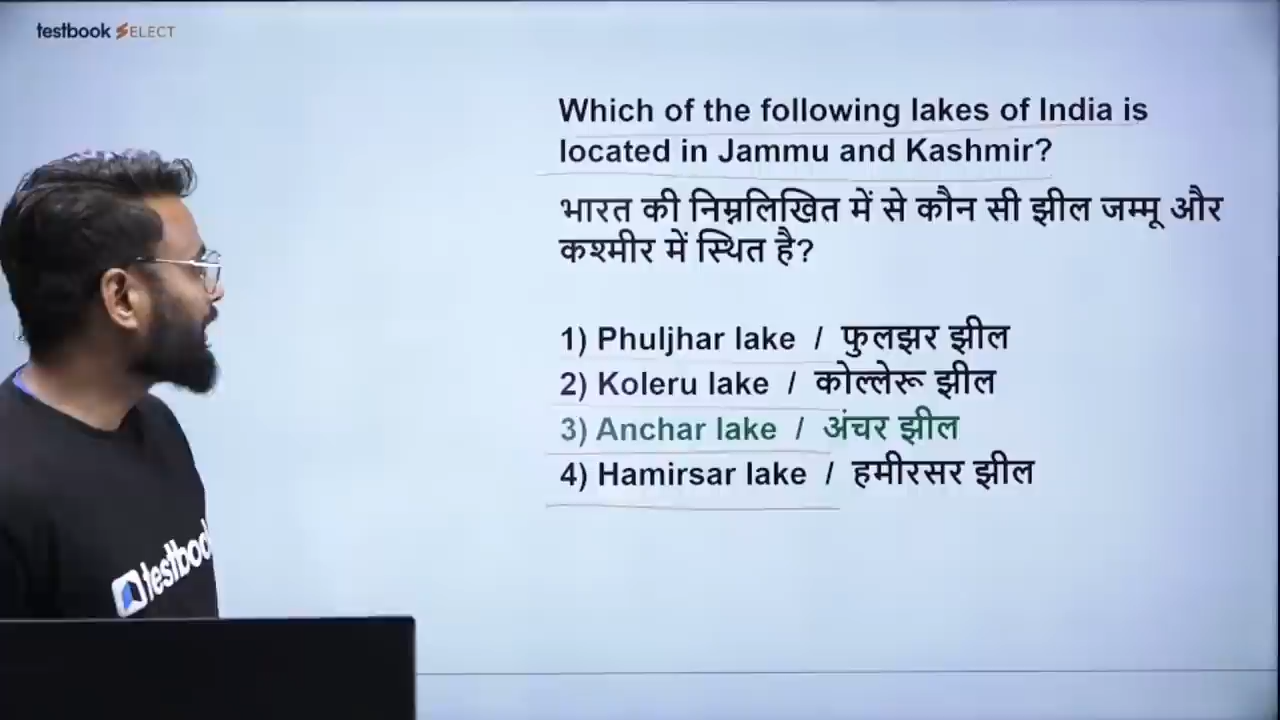 testbook SELECT
Which of the following lakes of India is
located in Jammu and Kashmir?
भारत की निम्नलिखित में से कौन सी झील जम्मू और
कश्मीर में स्थित है?
1) Phuljhar lake / फुलझर झील
2) Koleru lake / कोल्लेरू झील
3) Anchar lake / अंचर झील
4) Hamirsar lake / हमीरसर झील
testbook